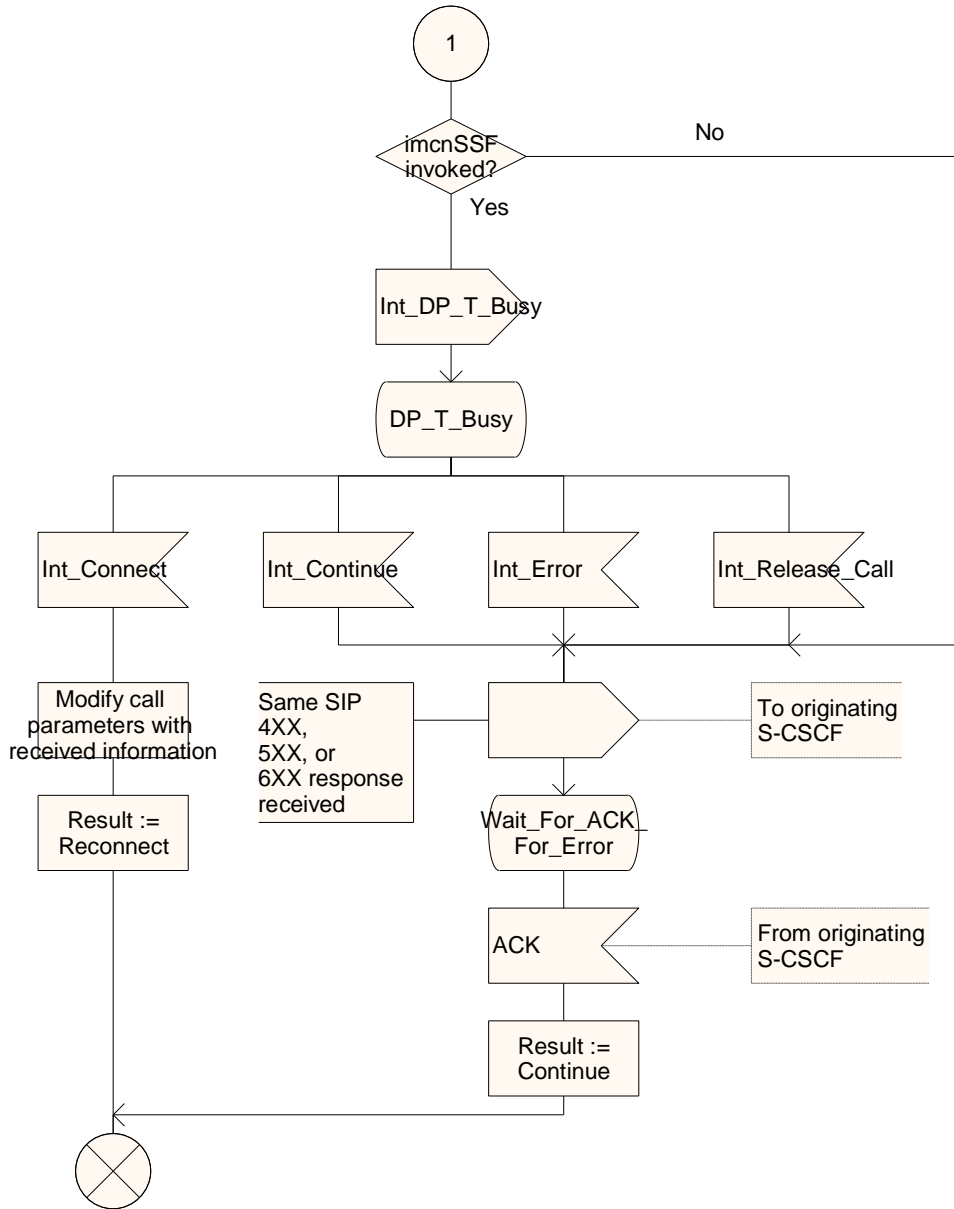 1
imcnSSF
invoked?
No
Yes
Int_DP_T_Busy
DP_T_Busy
Int_Connect
Int_Continue
Int_Error
Int_Release_Call
Modify call
parameters with
received information
Same SIP
4XX,
5XX, or
6XX response
received
To originating
S-CSCF
Result :=
Reconnect
Wait_For_ACK_
For_Error
ACK
From originating
S-CSCF
Result :=
Continue